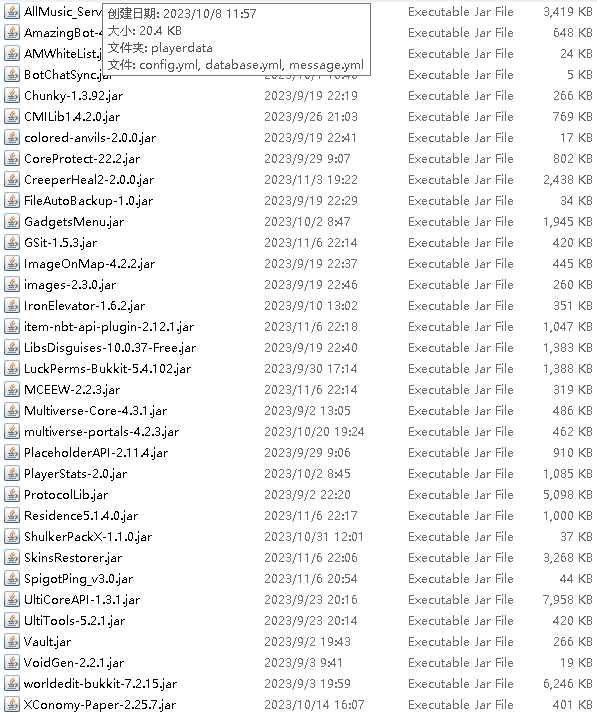 AllMusic_Serv 创建日期: 2023/10/8 11:57 Executable Jar File 3,419 KB
大小: 20.4 KB
AmazingBot- Executable Jar File 648 KB
文件夹: playerdata
AMWhiteList.j Executable Jar File 24 KB
文件: config.yml, database.yml, message.yml
BotChatSync.jar Executable Jar File 5 KB
Chunky-1.3.92.jar 2023/9/19 22:19 Executable Jar File 266 KB
CMILib1.4.2.0.jar 2023/9/26 21:03 Executable Jar File 769 KB
colored-anvils-2.0.0.jar 2023/9/19 22:41 Executable Jar File 17 KB
CoreProtect-22.2.jar 2023/9/29 9:07 Executable Jar File 802 KB
CreeperHeal2-2.0.0.jar 2023/11/3 19:22 Executable Jar File 2,438 KB
FileAutoBackup-1.0.jar 2023/9/19 22:29 Executable Jar File 34 KB
GadgetsMenu.jar 2023/10/2 8:47 Executable Jar File 1,945 KB
GSit-1.5.3.jar 2023/11/6 22:14 Executable Jar File 420 KB
ImageOnMap-4.2.2.jar 2023/9/19 22:37 Executable Jar File 445 KB
images-2.3.0.jar 2023/9/19 22:46 Executable Jar File 260 KB
IronElevator-1.6.2.jar 2023/9/10 13:02 Executable Jar File 351 KB
item-nbt-api-plugin-2.12.1.jar 2023/11/6 22:18 Executable Jar File 1,047 KB
LibsDisguises-10.0.37-Free.jar 2023/9/19 22:40 Executable Jar File 1,383 KB
LuckPerms-Bukkit-5.4.102.jar 2023/9/30 17:14 Executable Jar File 1,388 KB
MCEEW-2.2.3.jar 2023/11/6 22:14 Executable Jar File 319 KB
Multiverse-Core-4.3.1.jar 2023/9/2 13:05 Executable Jar File 486 KB
multiverse-portals-4.2.3.jar 2023/10/20 19:24 Executable Jar File 462 KB
PlaceholderAPI-2.11.4.jar 2023/9/29 9:06 Executable Jar File 910 KB
PlayerStats-2.0.jar 2023/10/2 8:45 Executable Jar File 1,085 KB
ProtocolLib.jar 2023/9/2 22:20 Executable Jar File 5,098 KB
Residence5.1.4.0.jar 2023/11/6 22:17 Executable Jar File 1,000 KB
ShulkerPackX-1.1.0.jar 2023/10/31 12:01 Executable Jar File 37 KB
SkinsRestorer.jar 2023/11/6 22:06 Executable Jar File 3,268 KB
SpigotPing_v3.0.jar 2023/11/6 20:54 Executable Jar File 44 KB
UltiCoreAPI-1.3.1.jar 2023/9/23 20:16 Executable Jar File 7,958 KB
UltiTools-5.2.1.jar 2023/9/23 20:14 Executable Jar File 420 KB
Vault.jar 2023/9/2 19:43 Executable Jar File 266 KB
VoidGen-2.2.1.jar 2023/9/3 9:41 Executable Jar File 19 KB
worldedit-bukkit-7.2.15.jar 2023/9/3 19:59 Executable Jar File 6,246 KB
XConomy-Paper-2.25.7.jar 2023/10/14 16:07 Executable Jar File 401 KB